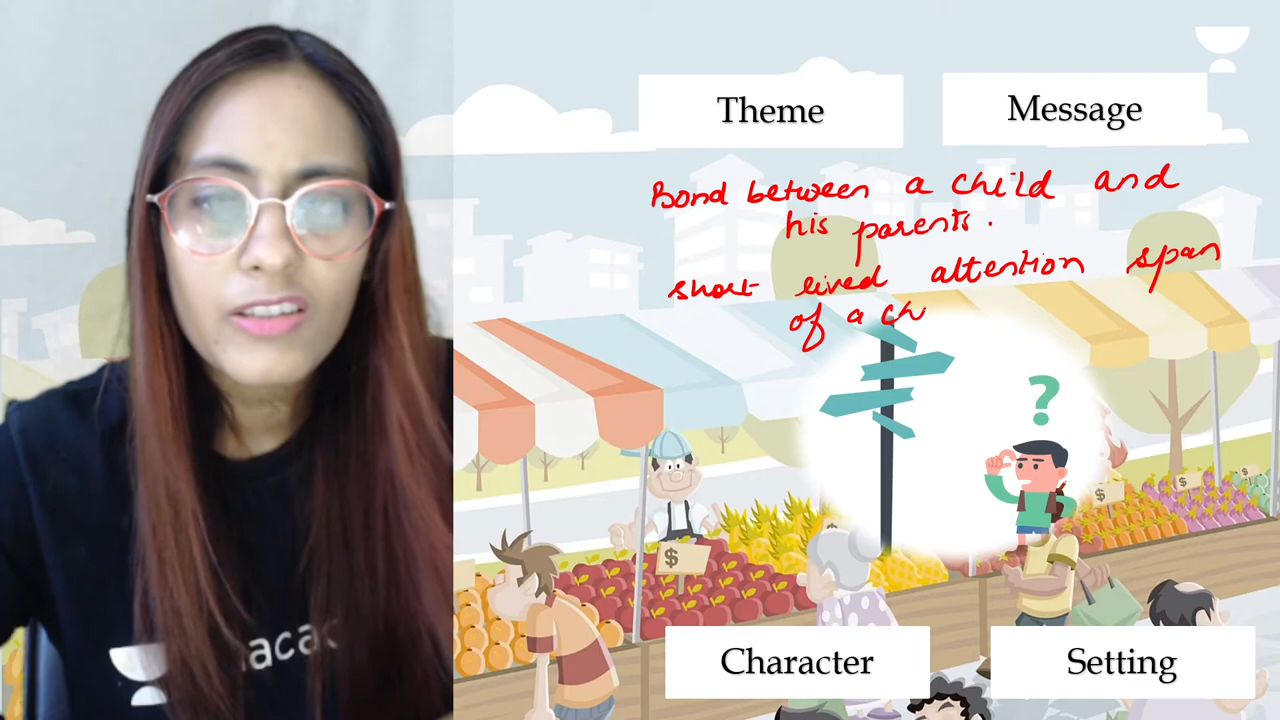 Theme
Message
Bond between a child and
his parents.
short lived attention span
of a ch
?
$
$
$
$
Character
Setting